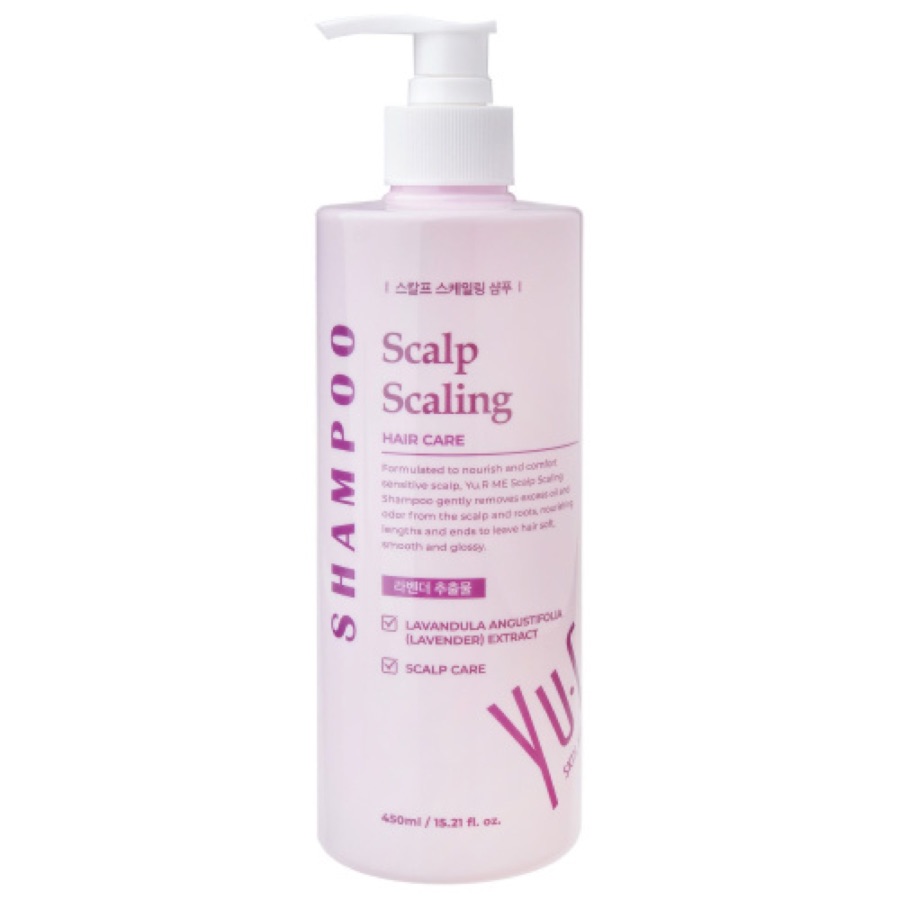 SHAMPOO
| 스칼프 스케일링 샴푸 |
Scalp
Scaling
HAIR CARE
Formulated to nourish and comfort
sensitive scalp, Yu.R ME Scalp Scaling
Shampoo gently removes excess oil and
odor from the scalp and roots, nourishing
lengths and ends to leave hair soft,
smooth and glossy.
라벤더 추출물
LAVANDULA ANGUSTIFOLIA
(LAVENDER) EXTRACT
SCALP CARE
Yu.R
450ml / 15.21 fl. oz.